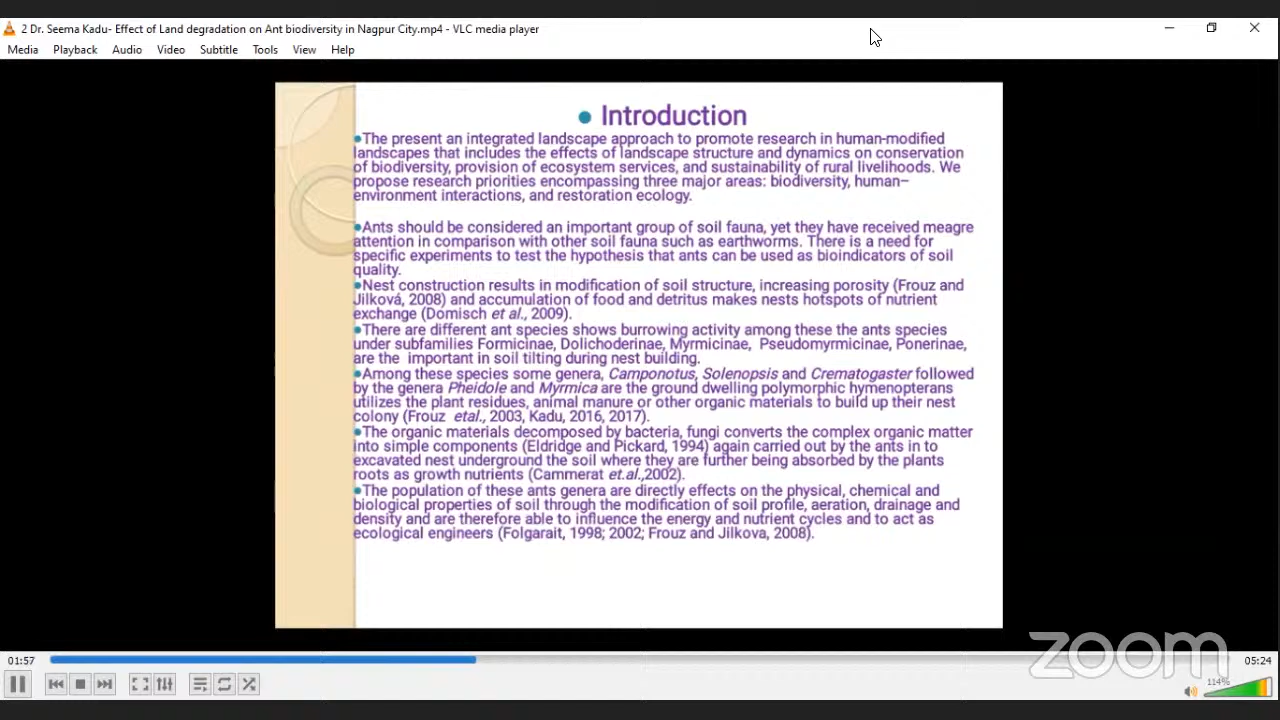 2 Dr. Seema Kadu- Effect of Land degradation on Ant biodiversity in Nagpur City.mp4 - VLC media player
Media Playback Audio Video Subtitle Tools View Help
• Introduction
•The present an integrated landscape approach to promote research in human-modified
landscapes that includes the effects of landscape structure and dynamics on conservation
of biodiversity, provision of ecosystem services, and sustainability of rural livelihoods. We
propose research priorities encompassing three major areas: biodiversity, human–
environment interactions, and restoration ecology.
•Ants should be considered an important group of soil fauna, yet they have received meagre
attention in comparison with other soil fauna such as earthworms. There is a need for
specific experiments to test the hypothesis that ants can be used as bioindicators of soil
quality.
•Nest construction results in modification of soil structure, increasing porosity (Frouz and
Jilková, 2008) and accumulation of food and detritus makes nests hotspots of nutrient
exchange (Domisch et al., 2009).
•There are different ant species shows burrowing activity among these the ants species
under subfamilies Formicinae, Dolichoderinae, Myrmicinae, Pseudomyrmicinae, Ponerinae,
are the important in soil tilting during nest building.
•Among these species some genera, Camponotus, Solenopsis and Crematogaster followed
by the genera Pheidole and Myrmica are the ground dwelling polymorphic hymenopterans
utilizes the plant residues, animal manure or other organic materials to build up their nest
colony (Frouz etal., 2003, Kadu, 2016, 2017).
•The organic materials decomposed by bacteria, fungi converts the complex organic matter
into simple components (Eldridge and Pickard, 1994) again carried out by the ants in to
excavated nest underground the soil where they are further being absorbed by the plants
roots as growth nutrients (Cammerat et.al.,2002).
•The population of these ants genera are directly effects on the physical, chemical and
biological properties of soil through the modification of soil profile, aeration, drainage and
density and are therefore able to influence the energy and nutrient cycles and to act as
ecological engineers (Folgarait, 1998; 2002; Frouz and Jilkova, 2008).
zoom
01:57 05:24
114%